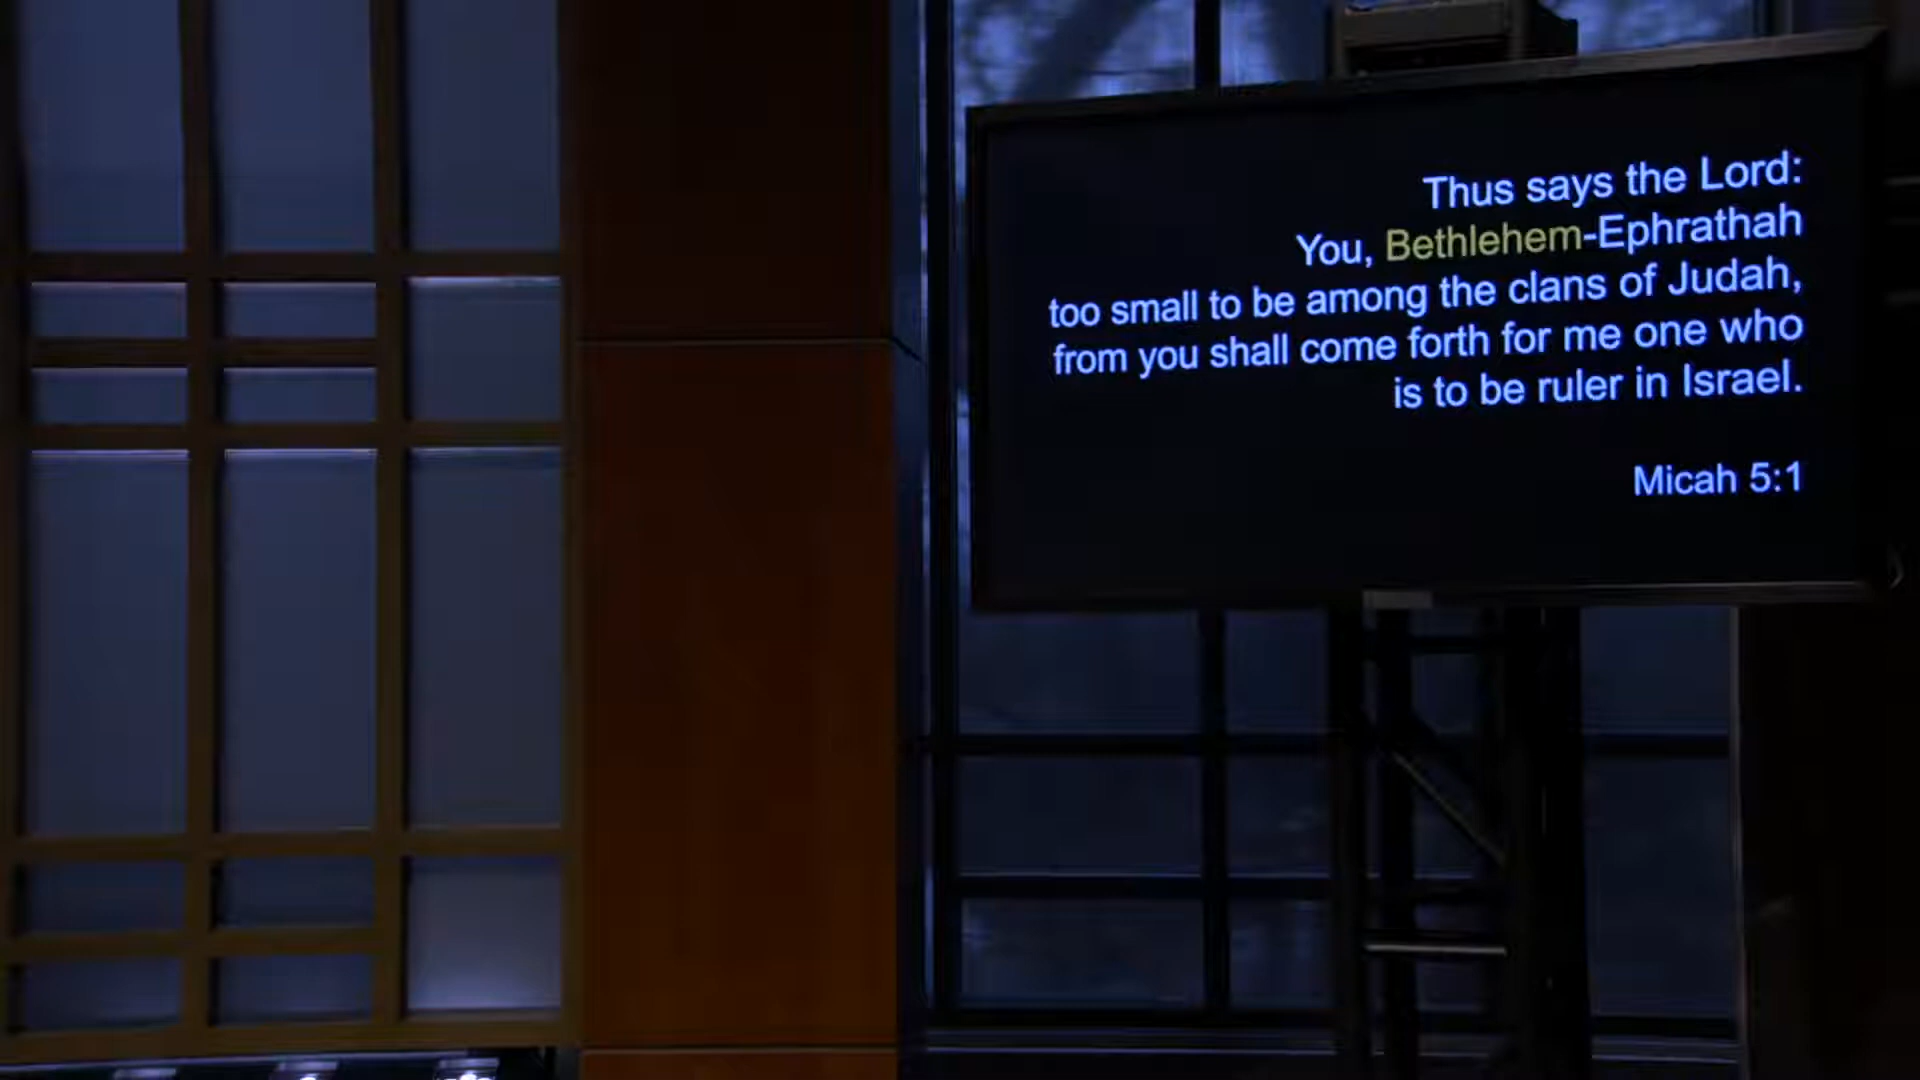 Thus says the Lord:
You, Bethlehem-Ephrathah
too small to be among the clans of Judah,
from you shall come forth for me one who
is to be ruler in Israel.
Micah 5:1